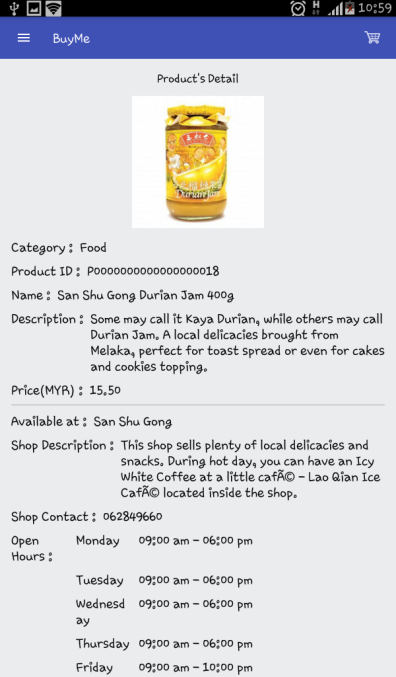 10:59
BuyMe
Product's Detail
Durian Jam
Category : Food
Product ID : P0000000000000000018
Name : San Shu Gong Durian Jam 400g
Description : Some may call it Kaya Durian, while others may call
Durian Jam. A local delicacies brought from
Melaka, perfect for toast spread or even for cakes
and cookies topping.
Price(MYR) : 15.50
Available at : San Shu Gong
Shop Description : This shop sells plenty of local delicacies and
snacks. During hot day, you can have an Icy
White Coffee at a little cafÃ© - Lao Qian Ice
CafÃ© located inside the shop.
Shop Contact : 062849660
Open Monday 09:00 am - 06:00 pm
Hours :
Tuesday 09:00 am - 06:00 pm
Wednesd 09:00 am - 06:00 pm
ay
Thursday 09:00 am - 06:00 pm
Friday 09:00 am - 10:00 pm